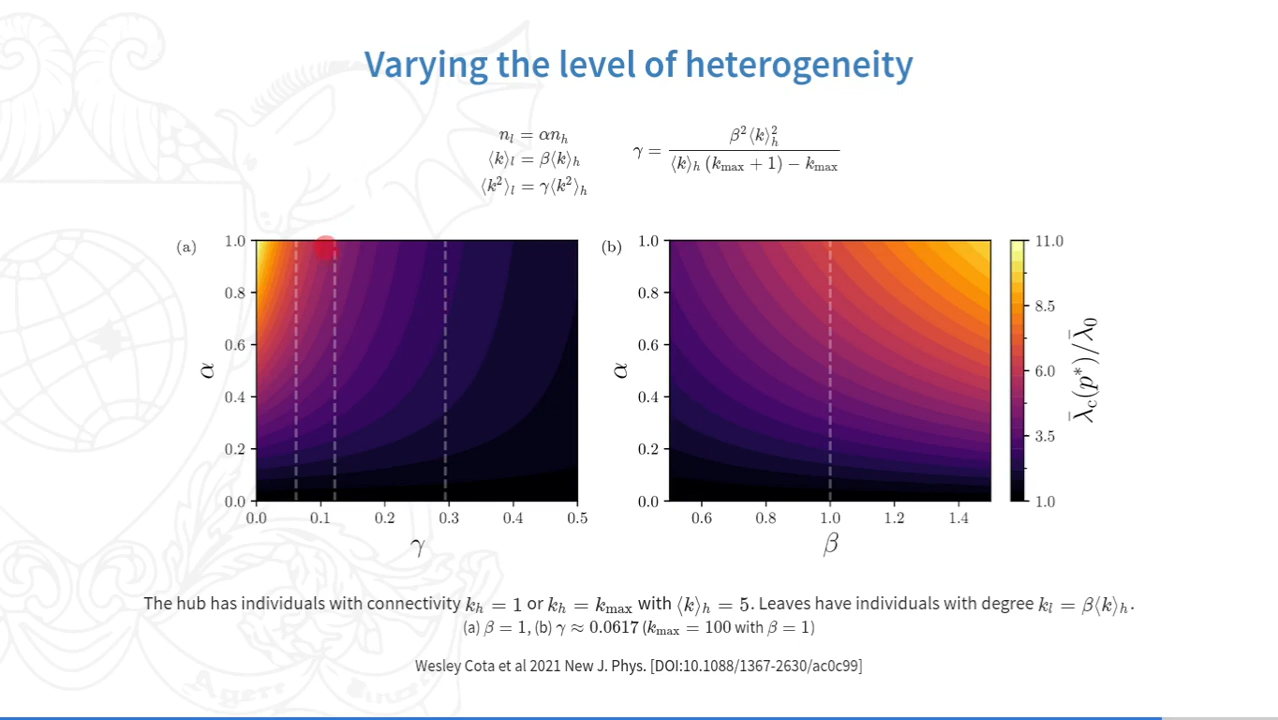 Varying the level of heterogeneity
n_l = αn_h
⟨k⟩_l = β⟨k⟩_h
⟨k²⟩_l = γ⟨k²⟩_h
γ = β²⟨k⟩²_h / (⟨k⟩_h (k_max + 1) − k_max)
(a)
1.0
0.8
0.6
0.4
0.2
0.0
α
0.0 0.1 0.2 0.3 0.4 0.5
γ
(b)
1.0
0.8
0.6
0.4
0.2
0.0
α
0.6 0.8 1.0 1.2 1.4
β
11.0
8.5
6.0
3.5
1.0
λ̄_c(p*)/λ̄_0
The hub has individuals with connectivity k_h = 1 or k_h = k_max with ⟨k⟩_h = 5. Leaves have individuals with degree k_l = β⟨k⟩_h.
(a) β = 1, (b) γ ≈ 0.0617 (k_max = 100 with β = 1)
Wesley Cota et al 2021 New J. Phys. [DOI:10.1088/1367-2630/ac0c99]